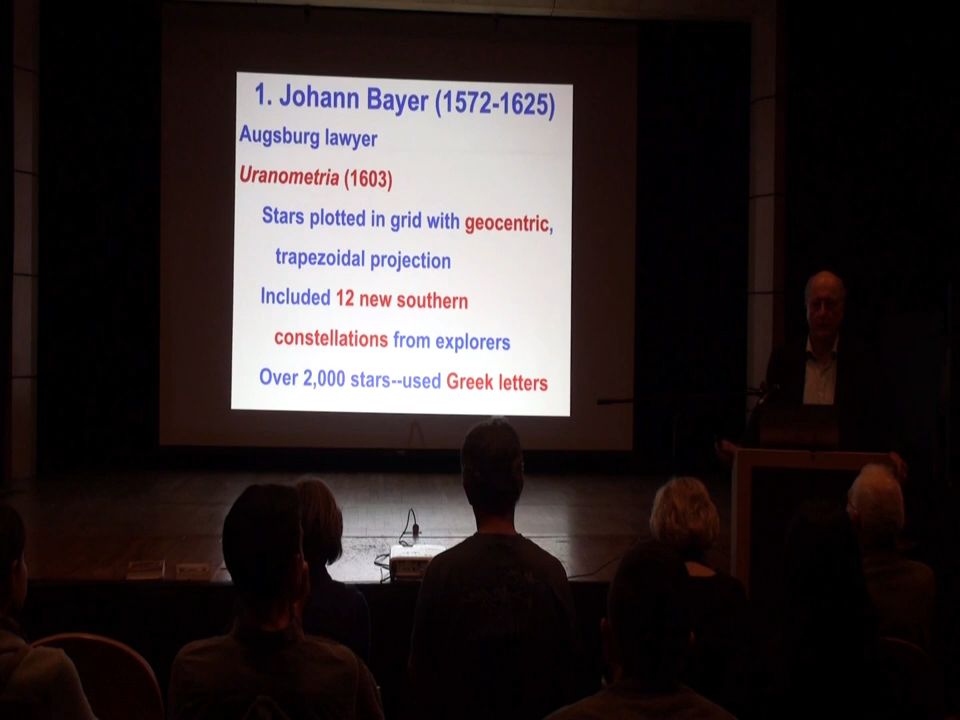 1. Johann Bayer (1572-1625)
Augsburg lawyer
Uranometria (1603)
Stars plotted in grid with geocentric,
trapezoidal projection
Included 12 new southern
constellations from explorers
Over 2,000 stars--used Greek letters